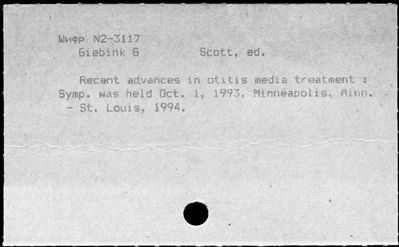 Шифр N2-3117
Giebink G Scott, ed.
Recent advances in otitis media treatment :
Symp. was held Oct. 1, 1993, Minneapolis, Minn.
- St. Louis, 1994.